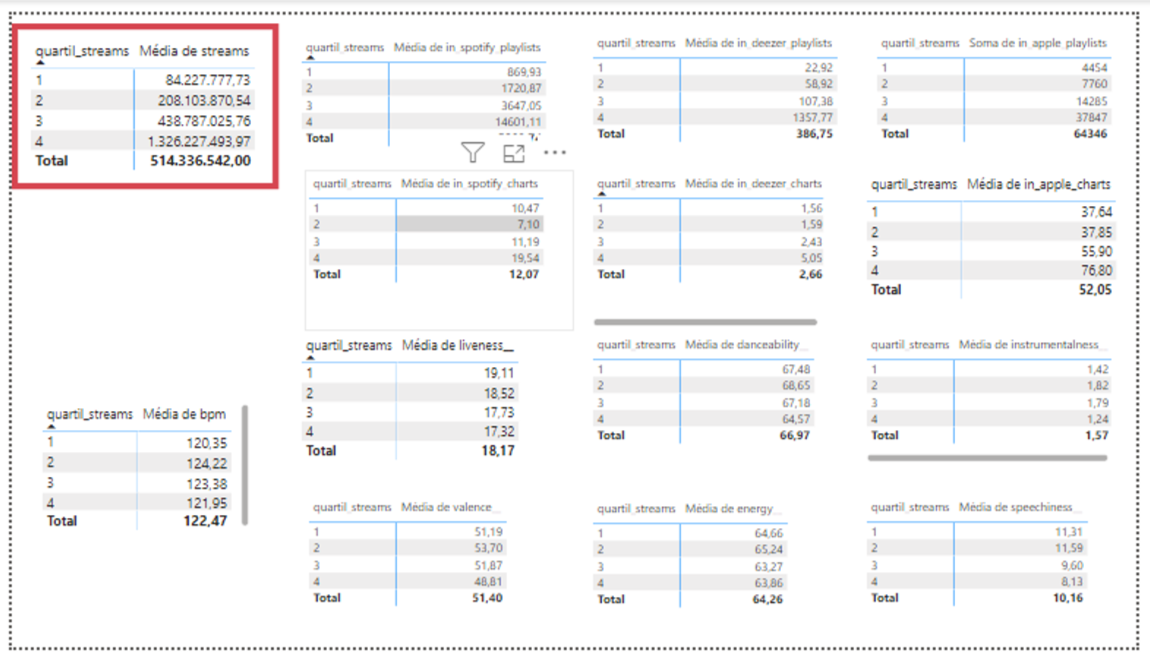 quartil_streams Média de streams
1 84.227.777,73
2 208.103.870,54
3 438.787.025,76
4 1.326.227.493,97
Total 514.336.542,00
quartil_streams Média de in_spotify_playlists
1 869,93
2 1720,87
3 3647,05
4 14601,11
Total
quartil_streams Média de in_deezer_playlists
1 22,92
2 58,92
3 107,38
4 1357,77
Total 386,75
quartil_streams Soma de in_apple_playlists
1 4454
2 7760
3 14285
4 37847
Total 64346
quartil_streams Média de in_spotify_charts
1 10,47
2 7,10
3 11,19
4 19,54
Total 12,07
quartil_streams Média de in_deezer_charts
1 1,56
2 1,59
3 2,43
4 5,05
Total 2,66
quartil_streams Média de in_apple_charts
1 37,64
2 37,85
3 55,90
4 76,80
Total 52,05
quartil_streams Média de bpm
1 120,35
2 124,22
3 123,38
4 121,95
Total 122,47
quartil_streams Média de liveness__
1 19,11
2 18,52
3 17,73
4 17,32
Total 18,17
quartil_streams Média de danceability__
1 67,48
2 68,65
3 67,18
4 64,57
Total 66,97
quartil_streams Média de instrumentalness__
1 1,42
2 1,82
3 1,79
4 1,24
Total 1,57
quartil_streams Média de valence__
1 51,19
2 53,70
3 51,87
4 48,81
Total 51,40
quartil_streams Média de energy__
1 64,66
2 65,24
3 63,27
4 63,86
Total 64,26
quartil_streams Média de speechiness__
1 11,31
2 11,59
3 9,60
4 8,13
Total 10,16